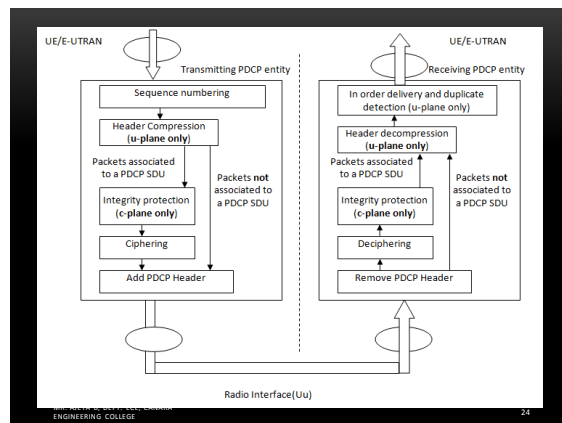 UE/E-UTRAN
UE/E-UTRAN
Transmitting PDCP entity
Receiving PDCP entity
Sequence numbering
Header Compression
(u-plane only)
Packets associated
to a PDCP SDU
Packets not
associated to
a PDCP SDU
Integrity protection
(c-plane only)
Ciphering
Add PDCP Header
In order delivery and duplicate
detection (u-plane only)
Header decompression
(u-plane only)
Packets associated
to a PDCP SDU
Packets not
associated to
a PDCP SDU
Integrity protection
(c-plane only)
Deciphering
Remove PDCP Header
Radio Interface(Uu)
ENGINEERING COLLEGE
24